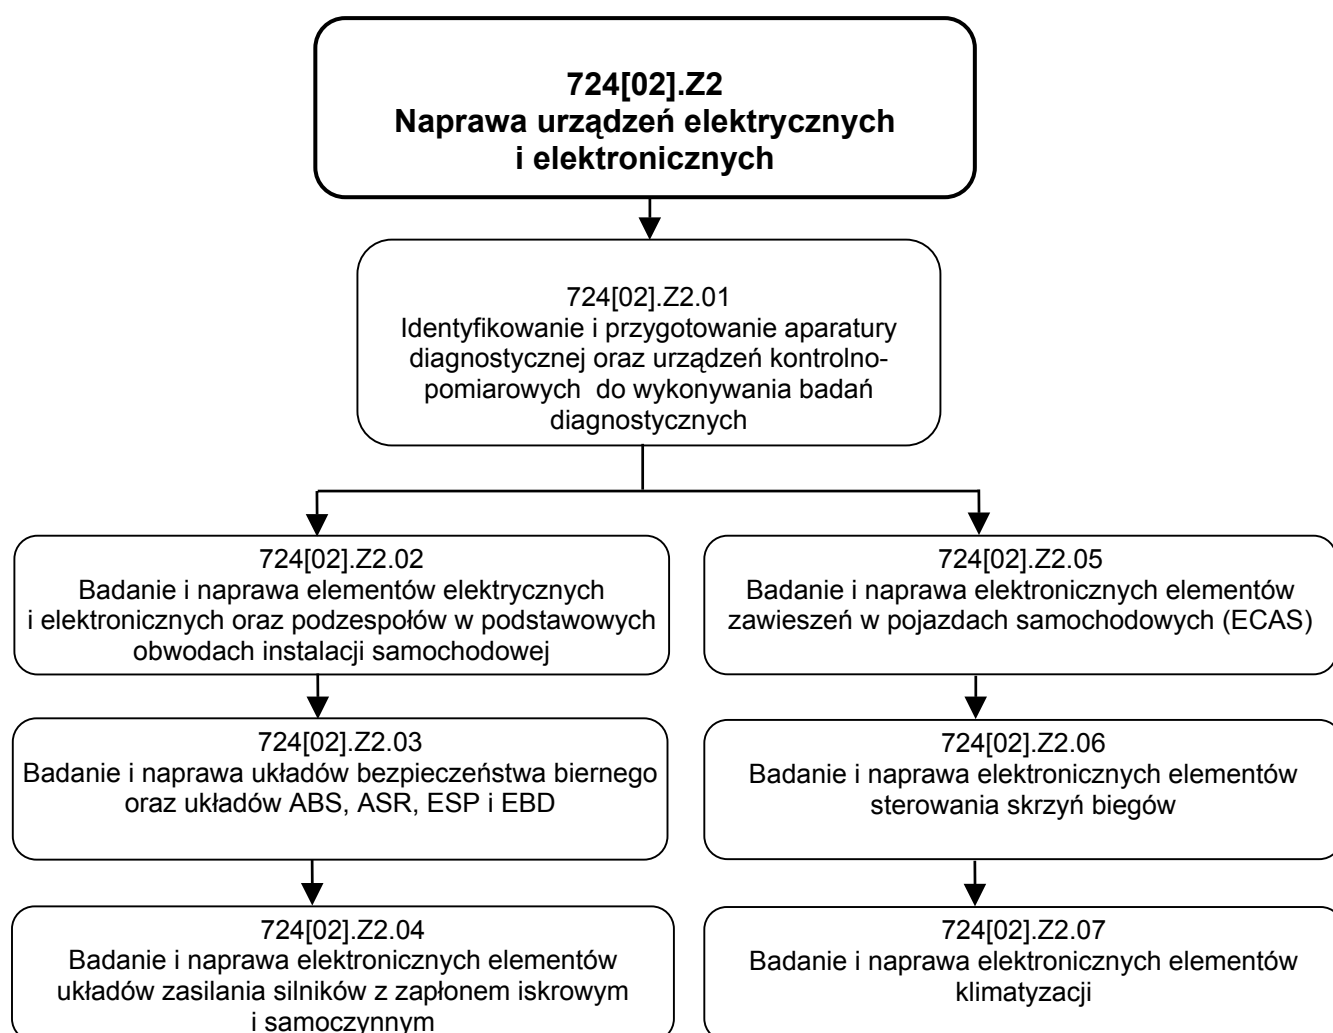 724[02].Z2
Naprawa urządzeń elektrycznych
i elektronicznych
724[02].Z2.01
Identyfikowanie i przygotowanie aparatury
diagnostycznej oraz urządzeń kontrolno-
pomiarowych do wykonywania badań
diagnostycznych
724[02].Z2.02
Badanie i naprawa elementów elektrycznych
i elektronicznych oraz podzespołów w podstawowych
obwodach instalacji samochodowej
724[02].Z2.03
Badanie i naprawa układów bezpieczeństwa biernego
oraz układów ABS, ASR, ESP i EBD
724[02].Z2.04
Badanie i naprawa elektronicznych elementów
układów zasilania silników z zapłonem iskrowym
i samoczynnym
724[02].Z2.05
Badanie i naprawa elektronicznych elementów
zawieszeń w pojazdach samochodowych (ECAS)
724[02].Z2.06
Badanie i naprawa elektronicznych elementów
sterowania skrzyń biegów
724[02].Z2.07
Badanie i naprawa elektronicznych elementów
klimatyzacji